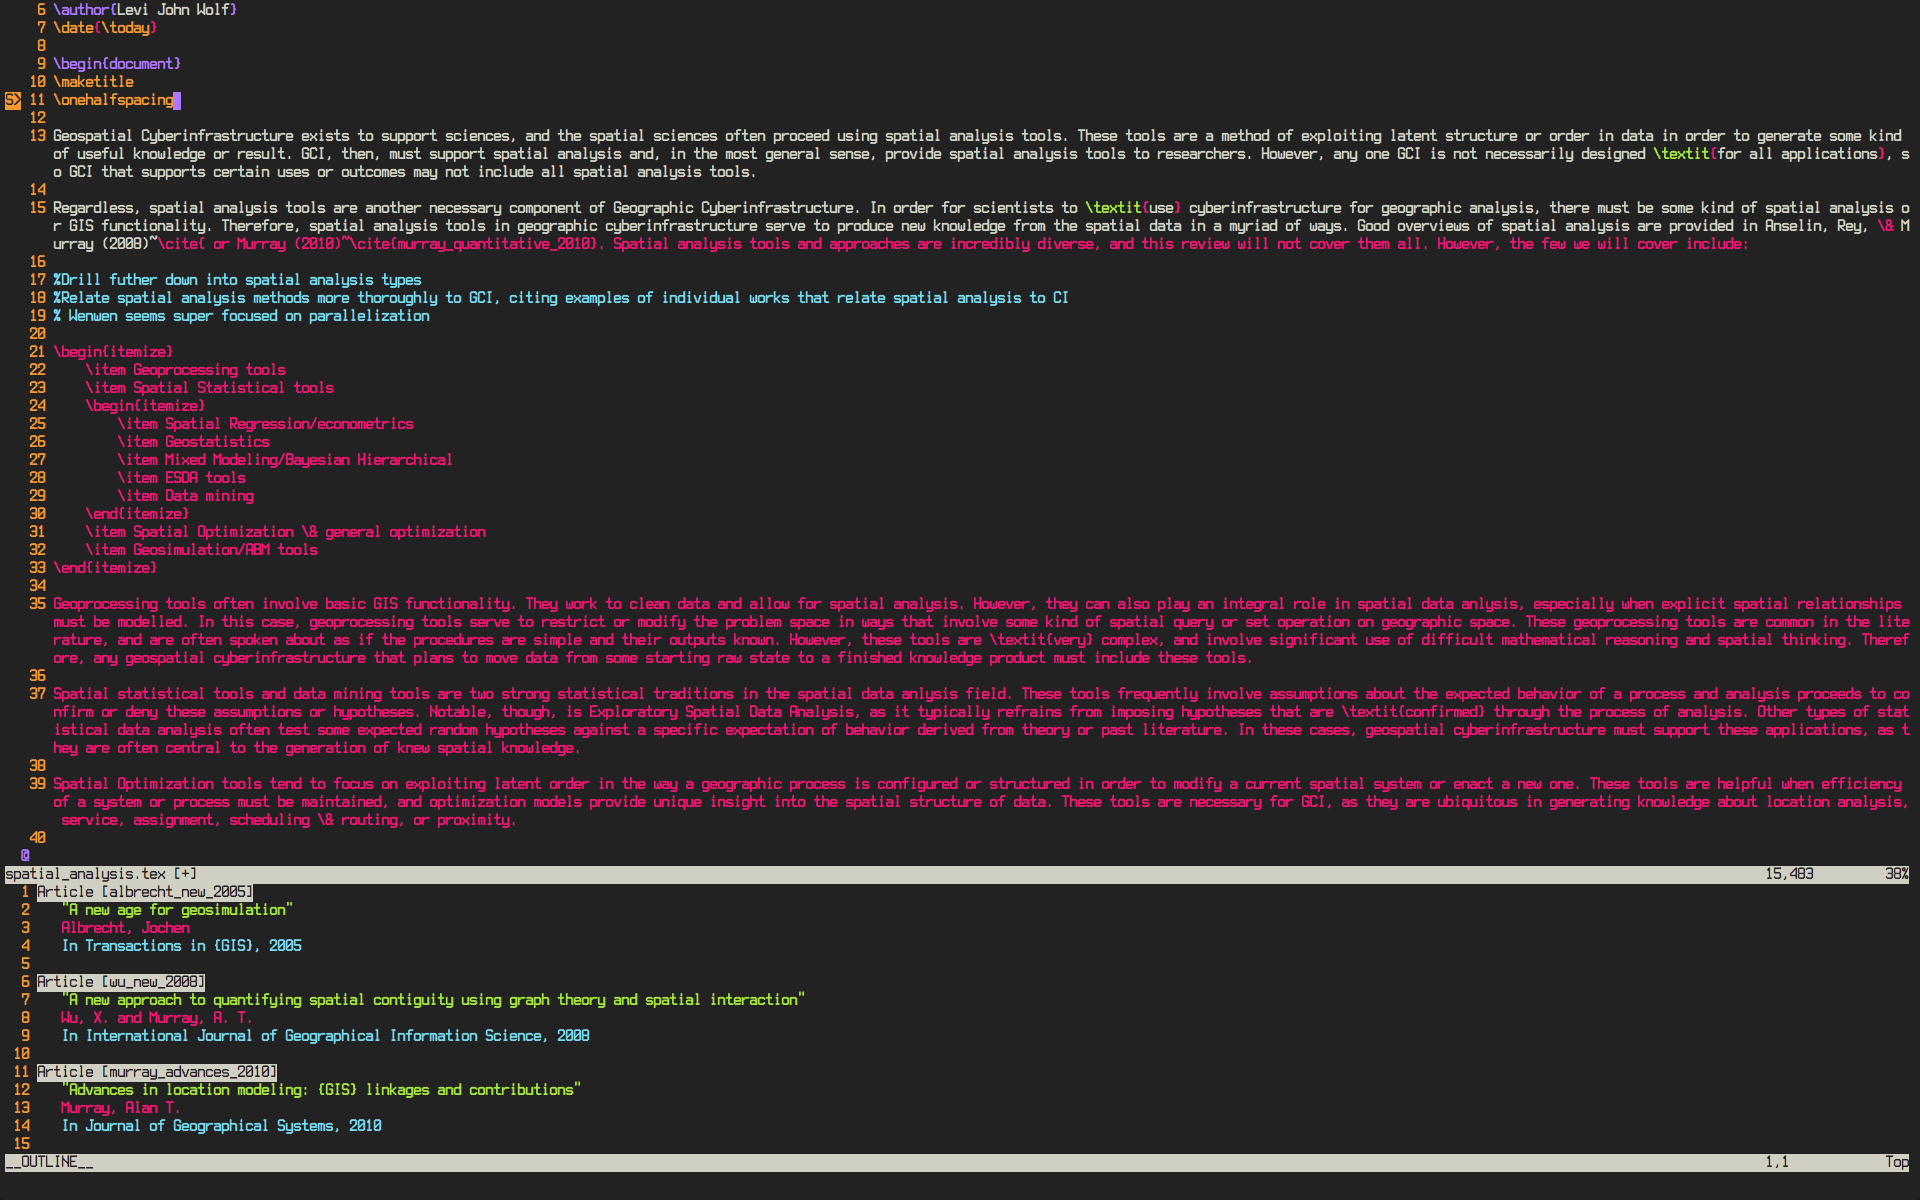 6 \author{Levi John Wolf}
7 \date{\today}
8
9 \begin{document}
10 \maketitle
S> 11 \onehalfspacing
12
13 Geospatial Cyberinfrastructure exists to support sciences, and the spatial sciences often proceed using spatial analysis tools. These tools are a method of exploiting latent structure or order in data in order to generate some kind
of useful knowledge or result. GCI, then, must support spatial analysis and, in the most general sense, provide spatial analysis tools to researchers. However, any one GCI is not necessarily designed \textit{for all applications}, s
o GCI that supports certain uses or outcomes may not include all spatial analysis tools.
14
15 Regardless, spatial analysis tools are another necessary component of Geographic Cyberinfrastructure. In order for scientists to \textit{use} cyberinfrastructure for geographic analysis, there must be some kind of spatial analysis o
r GIS functionality. Therefore, spatial analysis tools in geographic cyberinfrastructure serve to produce new knowledge from the spatial data in a myriad of ways. Good overviews of spatial analysis are provided in Anselin, Rey, \& M
urray (2008)~\cite{ or Murray (2010)~\cite{murray_quantitative_2010}. Spatial analysis tools and approaches are incredibly diverse, and this review will not cover them all. However, the few we will cover include:
16
17 %Drill futher down into spatial analysis types
18 %Relate spatial analysis methods more thoroughly to GCI, citing examples of individual works that relate spatial analysis to CI
19 % Wenwen seems super focused on parallelization
20
21 \begin{itemize}
22 \item Geoprocessing tools
23 \item Spatial Statistical tools
24 \begin{itemize}
25 \item Spatial Regression/econometrics
26 \item Geostatistics
27 \item Mixed Modeling/Bayesian Hierarchical
28 \item ESDA tools
29 \item Data mining
30 \end{itemize}
31 \item Spatial Optimization \& general optimization
32 \item Geosimulation/ABM tools
33 \end{itemize}
34
35 Geoprocessing tools often involve basic GIS functionality. They work to clean data and allow for spatial analysis. However, they can also play an integral role in spatial data anlysis, especially when explicit spatial relationships
must be modelled. In this case, geoprocessing tools serve to restrict or modify the problem space in ways that involve some kind of spatial query or set operation on geographic space. These geoprocessing tools are common in the lite
rature, and are often spoken about as if the procedures are simple and their outputs known. However, these tools are \textit{very} complex, and involve significant use of difficult mathematical reasoning and spatial thinking. Theref
ore, any geospatial cyberinfrastructure that plans to move data from some starting raw state to a finished knowledge product must include these tools.
36
37 Spatial statistical tools and data mining tools are two strong statistical traditions in the spatial data anlysis field. These tools frequently involve assumptions about the expected behavior of a process and analysis proceeds to co
nfirm or deny these assumptions or hypotheses. Notable, though, is Exploratory Spatial Data Analysis, as it typically refrains from imposing hypotheses that are \textit{confirmed} through the process of analysis. Other types of stat
istical data analysis often test some expected random hypotheses against a specific expectation of behavior derived from theory or past literature. In these cases, geospatial cyberinfrastructure must support these applications, as t
hey are often central to the generation of knew spatial knowledge.
38
39 Spatial Optimization tools tend to focus on exploiting latent order in the way a geographic process is configured or structured in order to modify a current spatial system or enact a new one. These tools are helpful when efficiency
of a system or process must be maintained, and optimization models provide unique insight into the spatial structure of data. These tools are necessary for GCI, as they are ubiquitous in generating knowledge about location analysis,
service, assignment, scheduling \& routing, or proximity.
40
@
spatial_analysis.tex [+] 15,483 38%
1 Article [albrecht_new_2005]
2 "A new age for geosimulation"
3 Albrecht, Jochen
4 In Transactions in {GIS}, 2005
5
6 Article [wu_new_2008]
7 "A new approach to quantifying spatial contiguity using graph theory and spatial interaction"
8 Wu, X. and Murray, A. T.
9 In International Journal of Geographical Information Science, 2008
10
11 Article [murray_advances_2010]
12 "Advances in location modeling: {GIS} linkages and contributions"
13 Murray, Alan T.
14 In Journal of Geographical Systems, 2010
15
__OUTLINE__ 1,1 Top